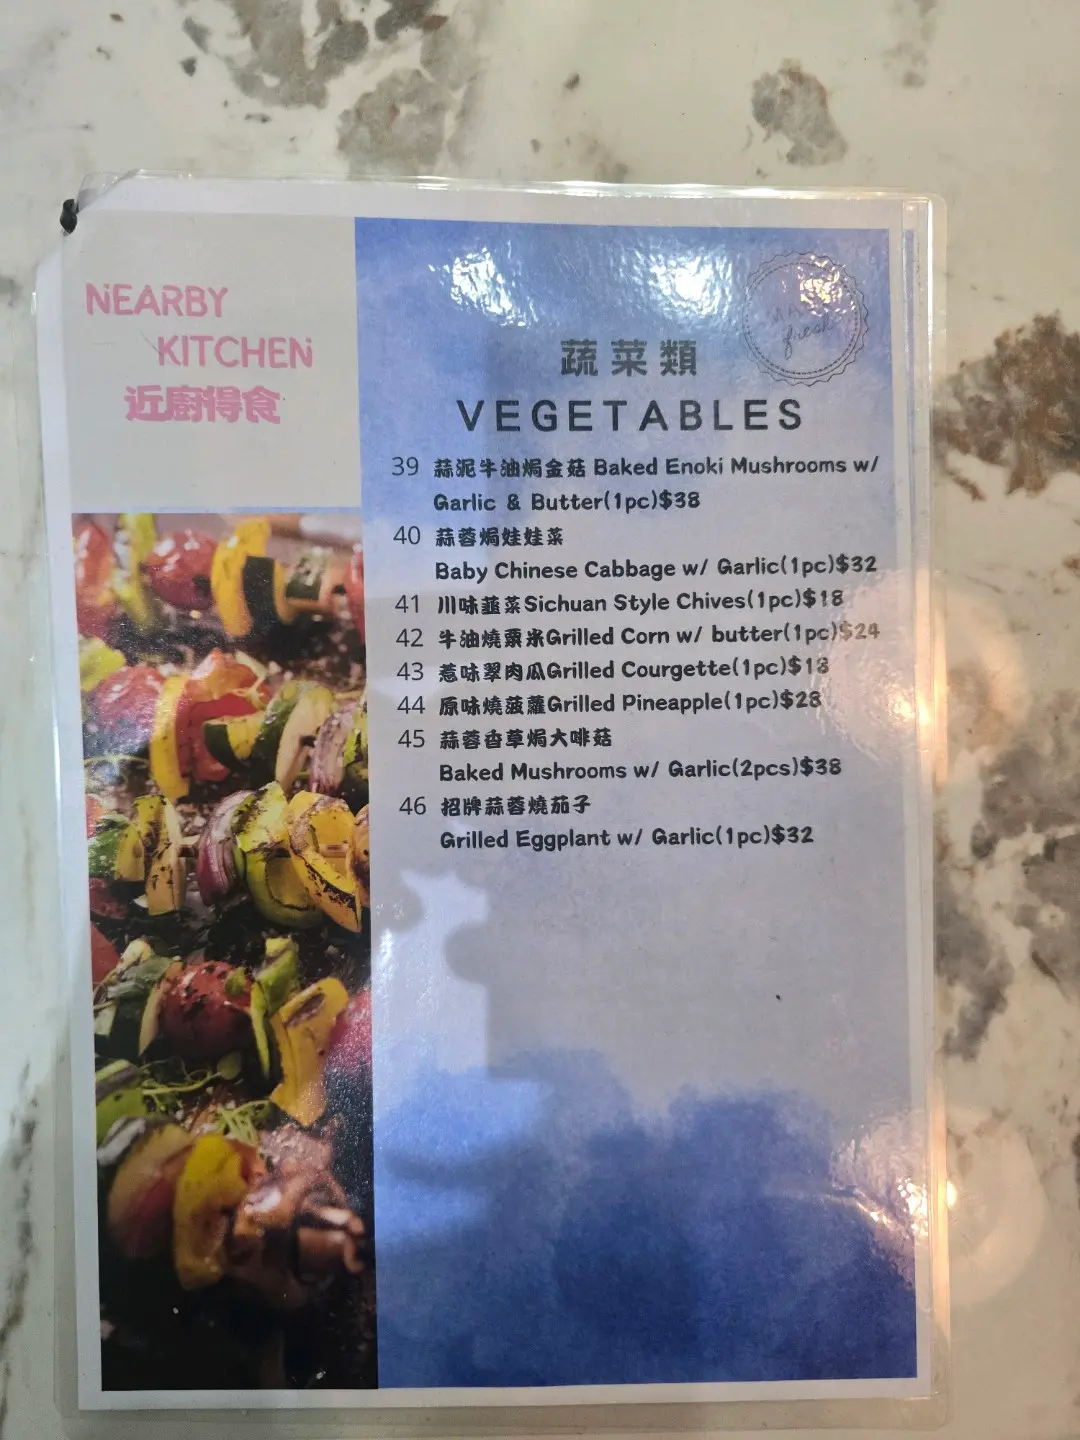 NEARBY
KITCHEN
近廚得食
fresh
蔬菜類
VEGETABLES
39 蒜泥牛油焗金菇 Baked Enoki Mushrooms w/
Garlic & Butter(1pc)$38
40 蒜蓉焗娃娃菜
Baby Chinese Cabbage w/ Garlic(1pc)$32
41 川味韮菜Sichuan Style Chives(1pc)$18
42 牛油燒粟米Grilled Corn w/ butter(1pc)$24
43 惹味翠肉瓜Grilled Courgette(1pc)$18
44 原味燒菠蘿Grilled Pineapple(1pc)$28
45 蒜蓉香草焗大啡菇
Baked Mushrooms w/ Garlic(2pcs)$38
46 招牌蒜蓉燒茄子
Grilled Eggplant w/ Garlic(1pc)$32